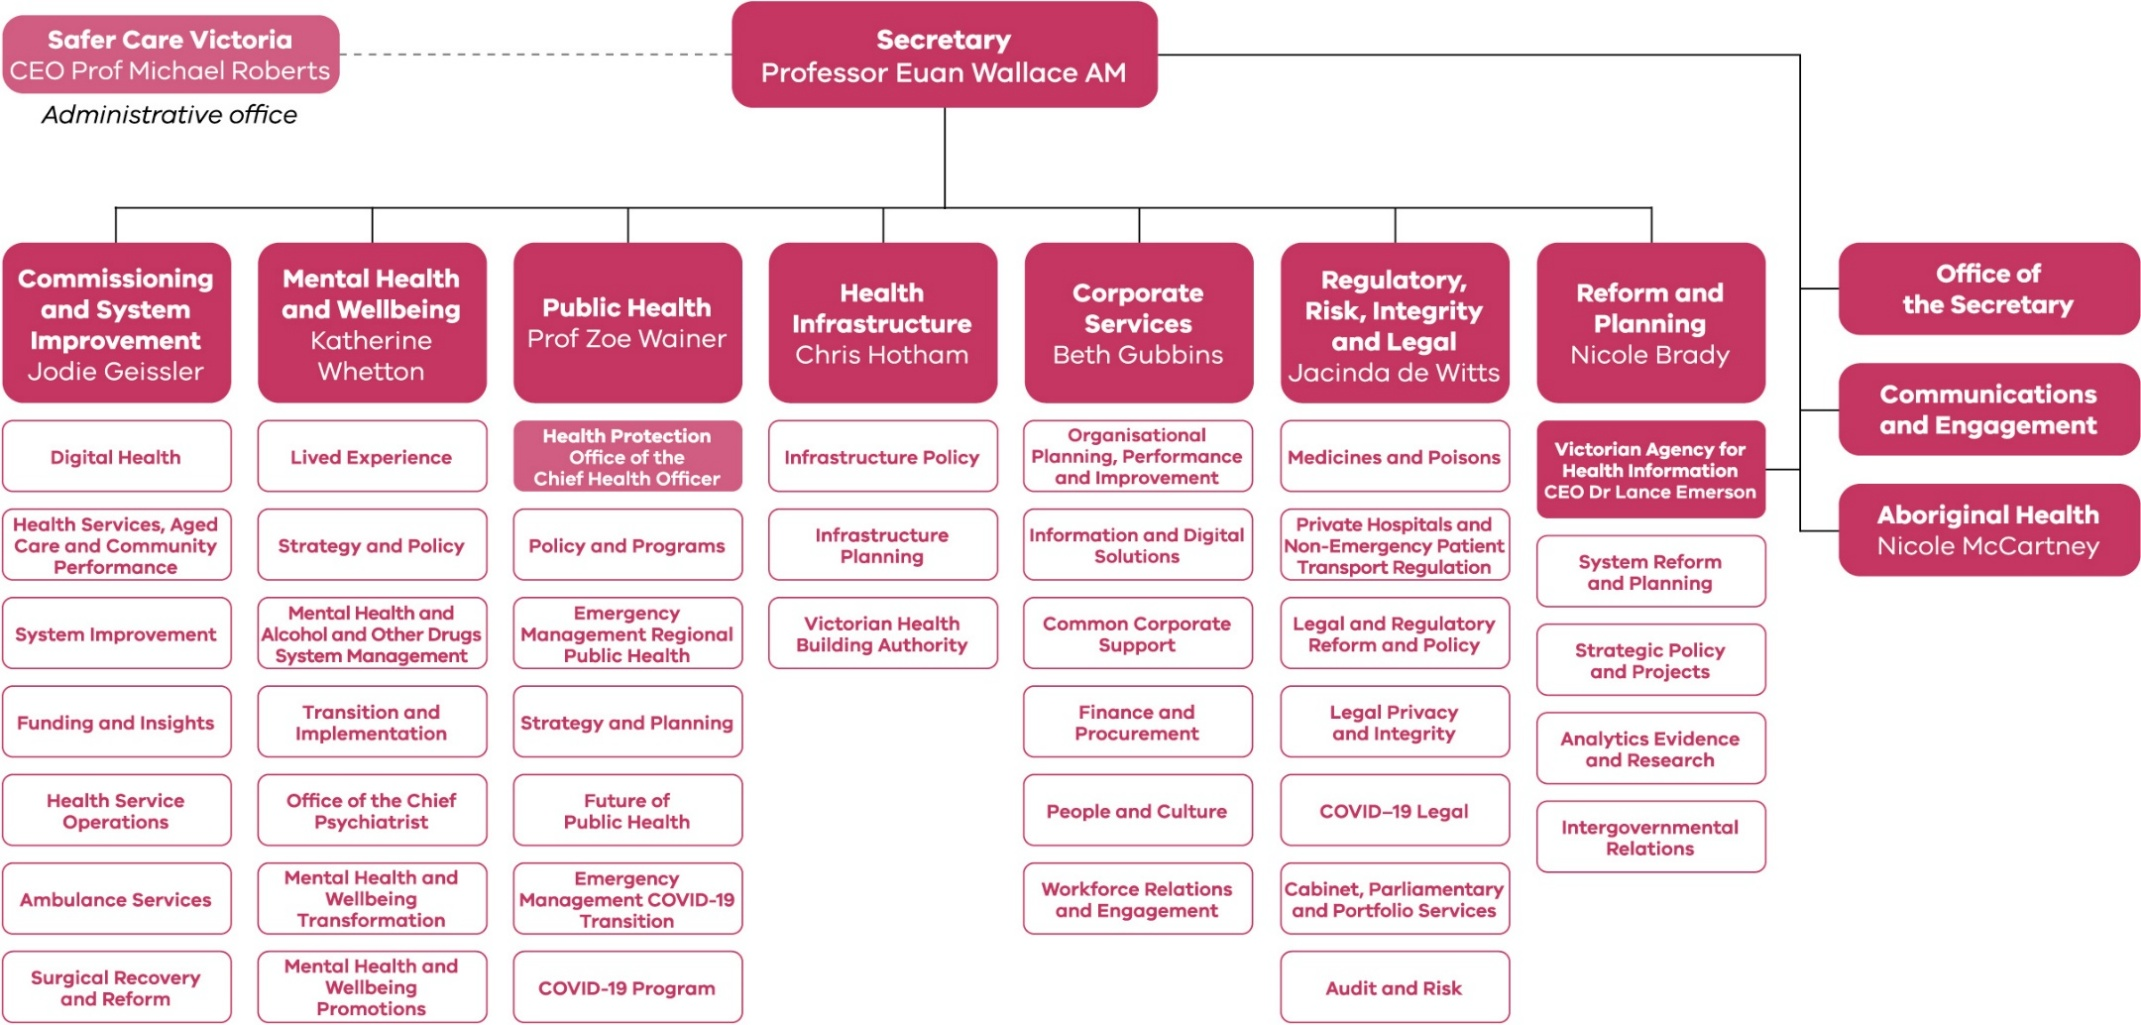 Safer Care Victoria
CEO Prof Michael Roberts
Administrative office
Secretary
Professor Euan Wallace AM
Commissioning
and System
Improvement
Jodie Geissler
Digital Health
Health Services, Aged
Care and Community
Performance
System Improvement
Funding and Insights
Health Service
Operations
Ambulance Services
Surgical Recovery
and Reform
Mental Health
and Wellbeing
Katherine
Whetton
Lived Experience
Strategy and Policy
Mental Health and
Alcohol and Other Drugs
System Management
Transition and
Implementation
Office of the Chief
Psychiatrist
Mental Health and
Wellbeing
Transformation
Mental Health and
Wellbeing
Promotions
Public Health
Prof Zoe Wainer
Health Protection
Office of the
Chief Health Officer
Policy and Programs
Emergency
Management Regional
Public Health
Strategy and Planning
Future of
Public Health
Emergency
Management COVID-19
Transition
COVID-19 Program
Health
Infrastructure
Chris Hotham
Infrastructure Policy
Infrastructure
Planning
Victorian Health
Building Authority
Corporate
Services
Beth Gubbins
Organisational
Planning, Performance
and Improvement
Information and Digital
Solutions
Common Corporate
Support
Finance and
Procurement
People and Culture
Workforce Relations
and Engagement
Regulatory,
Risk, Integrity
and Legal
Jacinda de Witts
Medicines and Poisons
Private Hospitals and
Non-Emergency Patient
Transport Regulation
Legal and Regulatory
Reform and Policy
Legal Privacy
and Integrity
COVID–19 Legal
Cabinet, Parliamentary
and Portfolio Services
Audit and Risk
Reform and
Planning
Nicole Brady
Victorian Agency for
Health Information
CEO Dr Lance Emerson
System Reform
and Planning
Strategic Policy
and Projects
Analytics Evidence
and Research
Intergovernmental
Relations
Office of
the Secretary
Communications
and Engagement
Aboriginal Health
Nicole McCartney